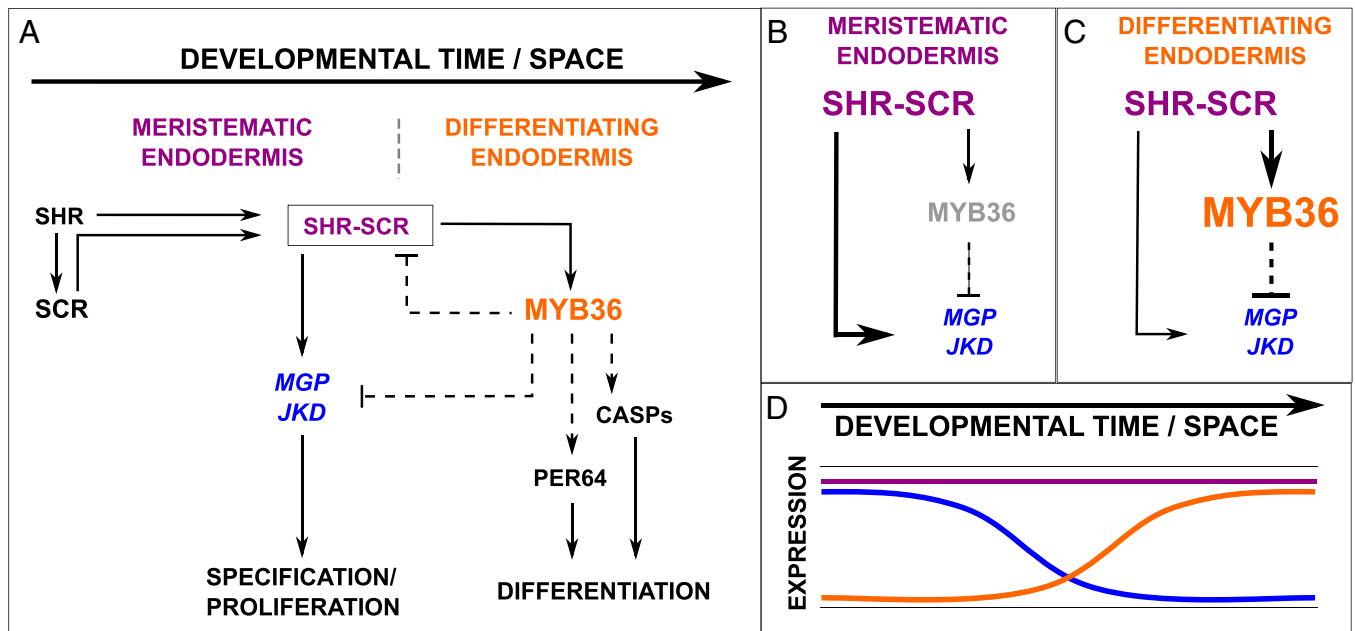 A
DEVELOPMENTAL TIME / SPACE
MERISTEMATIC
ENDODERMIS
DIFFERENTIATING
ENDODERMIS
SHR
SHR-SCR
SCR
MYB36
MGP
JKD
CASPs
PER64
SPECIFICATION/
PROLIFERATION
DIFFERENTIATION
B
MERISTEMATIC
ENDODERMIS
SHR-SCR
MYB36
MGP
JKD
C
DIFFERENTIATING
ENDODERMIS
SHR-SCR
MYB36
MGP
JKD
D
DEVELOPMENTAL TIME / SPACE
EXPRESSION